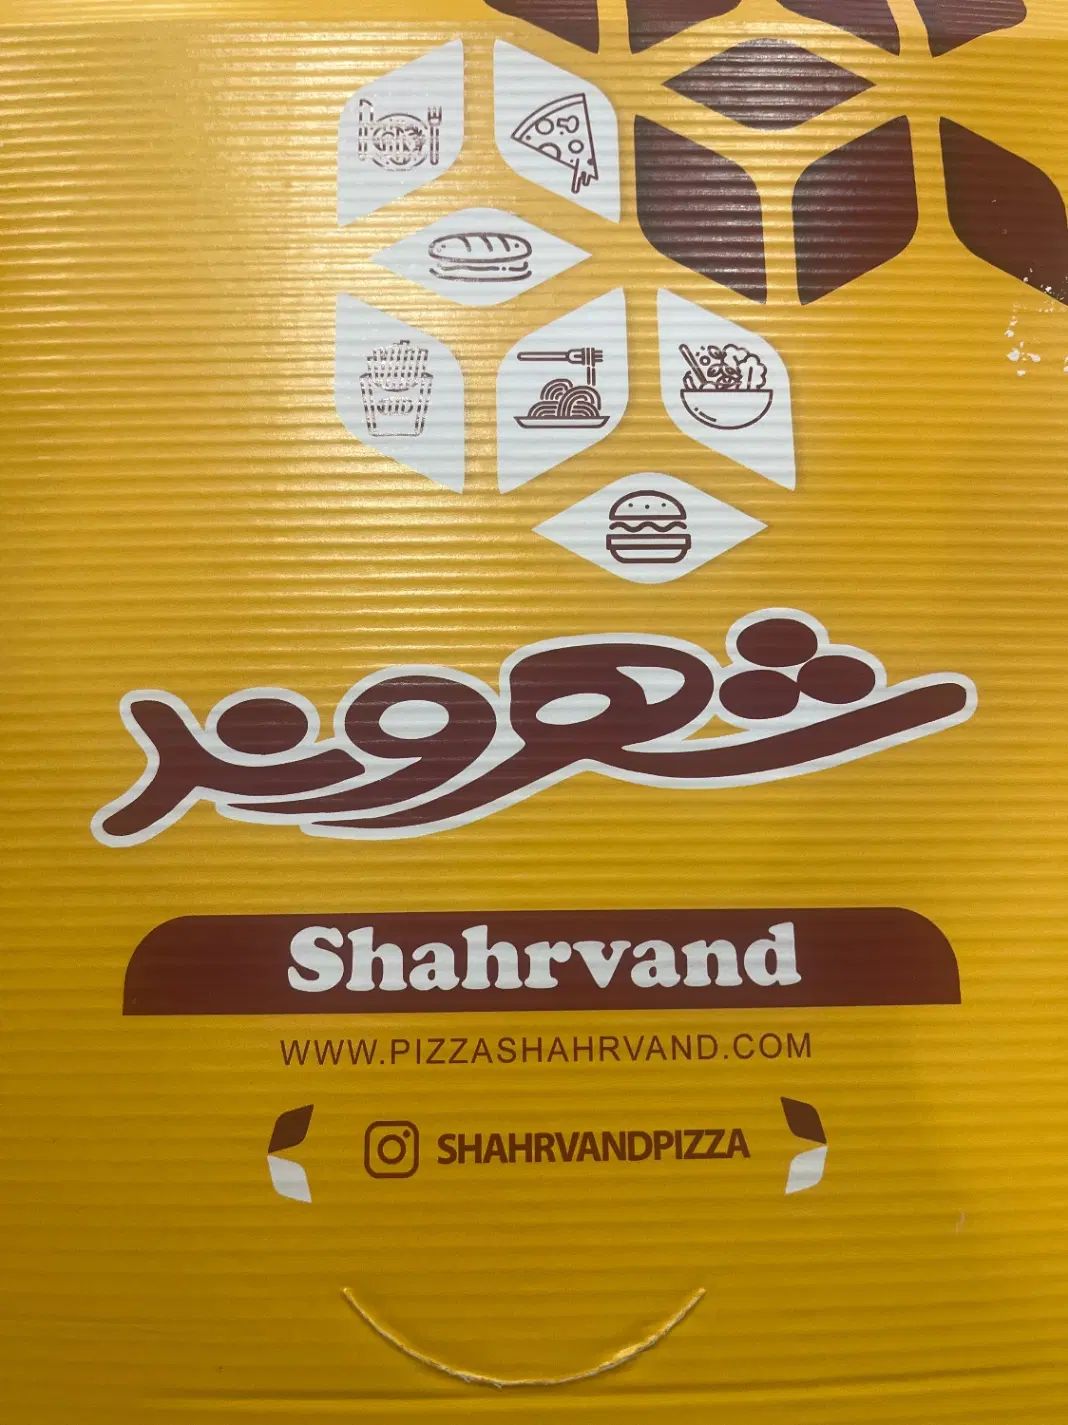 شهروند
Shahrvand
WWW.PIZZASHAHRVAND.COM
SHAHRVANDPIZZA